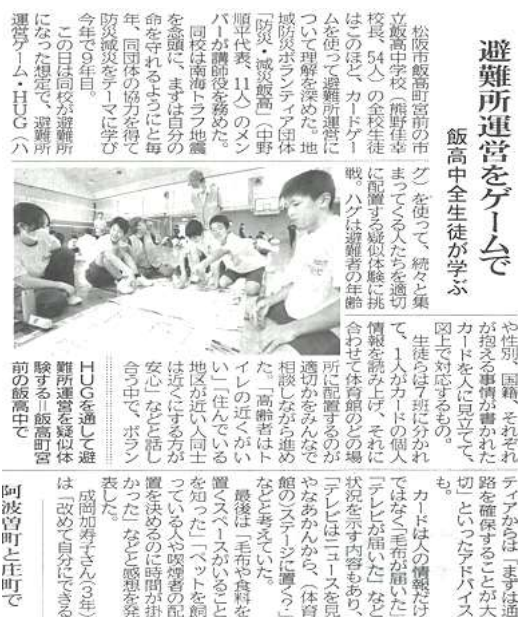 避難所運営をゲームで
飯高中全生徒が学ぶ
松阪市飯高町宮前の市
立飯高中学校(熊野佳幸
校長、54人)の全校生徒
はこのほど、カードゲー
ムを使って避難所運営に
ついて理解を深めた。地
域防災ボランティア団体
「防災・減災飯高」(中野
順平代表、11人)のメン
バーが講師役を務めた。
同校は南海トラフ地震
を念頭に、まずは自分の
命を守れるようにと毎
年、同団体の協力を得て
防災減災をテーマに学び
今年で9年目。
この日は同校が避難所
になった想定で、避難所
運営ゲーム・HUG(ハ
グ)を使って、続々と集
まってくる人たちを適切
に配置する疑似体験に挑
戦。ハグは避難者の年齢
や性別、国籍、それぞれ
が抱える事情が書かれた
カードを人に見立てて、
図上で対応するもの。
生徒らは7班に分かれ
て、1人がカードの個人
情報を読み上げ、それに
合わせて体育館のどの場
所に配置するのが
適切かをみんなで
相談しながら進め
た。「高齢者はト
イレの近くがい
い」「住んでいる
地区が近い人同士
は近くにする方が
安心」などと話し
合う中で、ボラン
HUGを通して避
難所運営を疑似体
験する=飯高町宮
前の飯高中で
ティアからは「まずは通
路を確保することが大
切」といったアドバイス
も。
カードは人の情報だけ
ではなく「毛布が届いた」
「テレビが届いた」など
状況を示す内容もあり、
「テレビはニュースを見
やなあかんから、(体育
館の)ステージに置く?」
などと考えていた。
最後は「毛布や食料を
置くスペースがいること
を知った」「ペットを飼
っている人や喫煙者の配
置を決めるのに時間が掛
かった」などと感想を発
表した。
成岡加寿子さん(3年)
は「改めて自分にできる
阿波曽町と庄町で